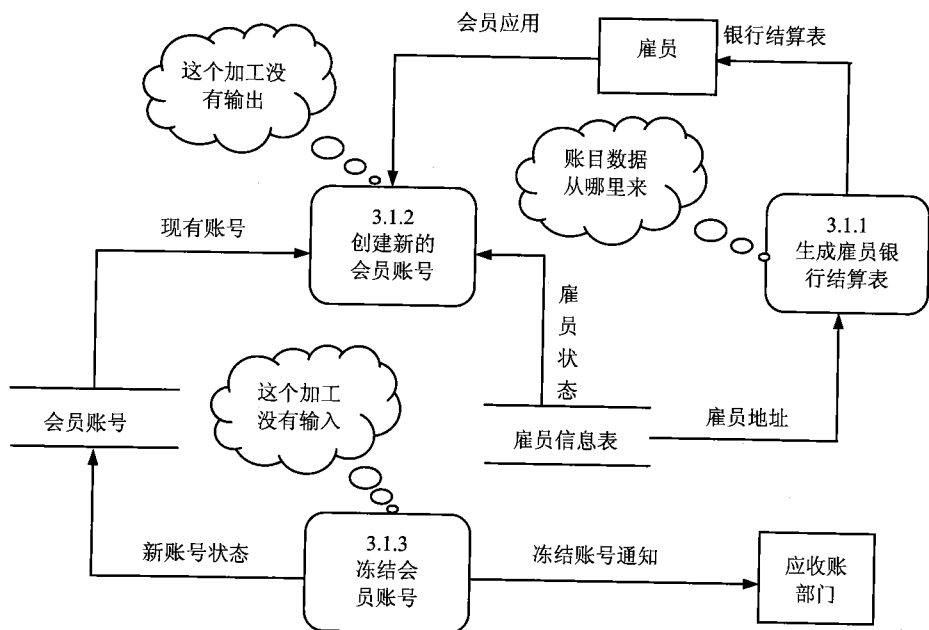 会员应用
雇员
银行结算表
这个加工没
有输出
账目数据
从哪里来
3.1.2
创建新的
会员账号
3.1.1
生成雇员银
行结算表
现有账号
雇员状态
这个加工
没有输入
会员账号
雇员信息表
雇员地址
3.1.3
冻结会
员账号
新账号状态
冻结账号通知
应收账
部门